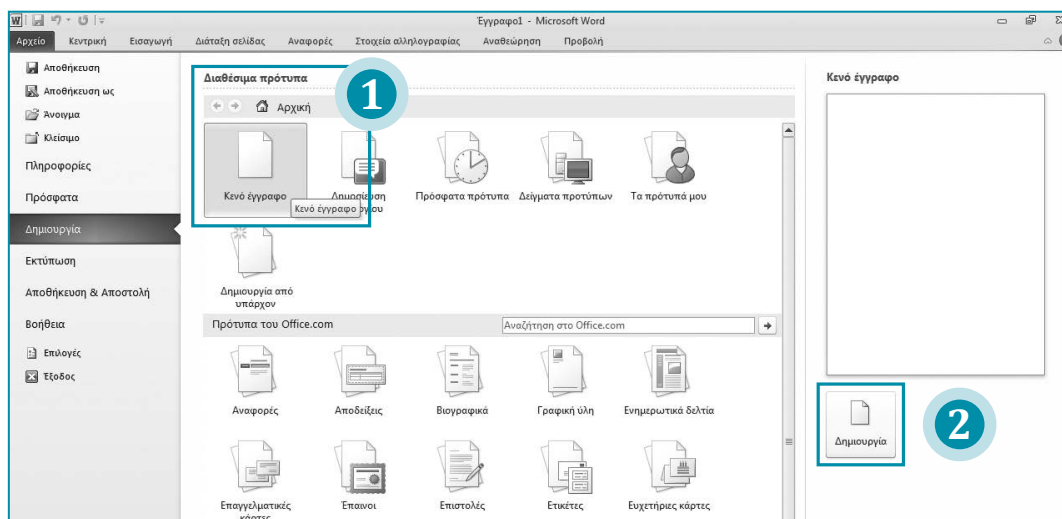 Έγγραφο1 - Microsoft Word
Αρχείο Κεντρική Εισαγωγή Διάταξη σελίδας Αναφορές Στοιχεία αλληλογραφίας Αναθεώρηση Προβολή
Αποθήκευση
Αποθήκευση ως
Άνοιγμα
Κλείσιμο
Πληροφορίες
Πρόσφατα
Δημιουργία
Εκτύπωση
Αποθήκευση & Αποστολή
Βοήθεια
Επιλογές
Έξοδος
Διαθέσιμα πρότυπα
1
Αρχική
Κενό έγγραφο
Κενό έγγραφο
Δημοσίευση
Πρόσφατα πρότυπα
Δείγματα προτύπων
Τα πρότυπά μου
Δημιουργία από
υπάρχον
Πρότυπα του Office.com
Αναζήτηση στο Office.com
Αναφορές
Αποδείξεις
Βιογραφικά
Γραφική ύλη
Ενημερωτικά δελτία
Επαγγελματικές
κάρτες
Έπαινοι
Επιστολές
Ετικέτες
Ευχετήριες κάρτες
Κενό έγγραφο
Δημιουργία
2